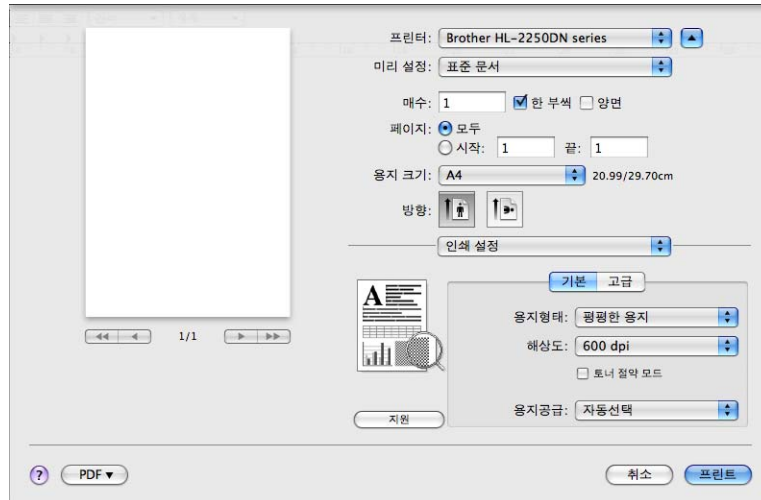 프린터: Brother HL-2250DN series
미리 설정: 표준 문서
매수: 1 한 부씩 양면
페이지: 모두
시작: 1 끝: 1
용지 크기: A4 20.99/29.70cm
방향:
인쇄 설정
기본 고급
A
용지형태: 평평한 용지
1/1
해상도: 600 dpi
토너 절약 모드
용지공급: 자동선택
지원
? PDF▼ 취소 프린트